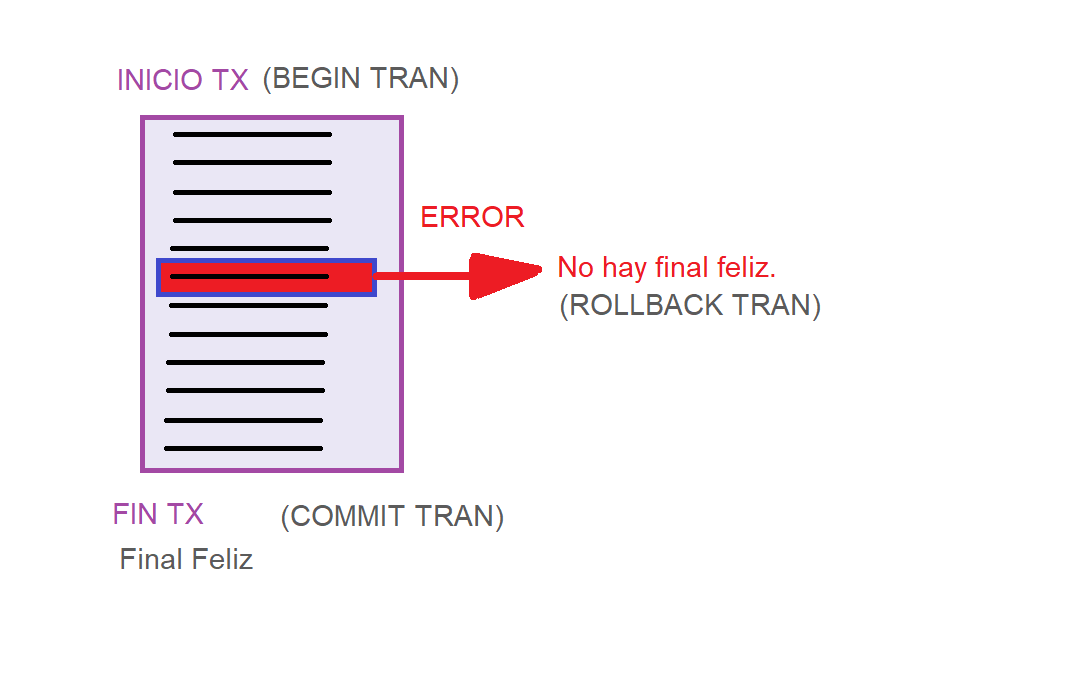 INICIO TX (BEGIN TRAN)
ERROR
No hay final feliz.
(ROLLBACK TRAN)
FIN TX (COMMIT TRAN)
Final Feliz